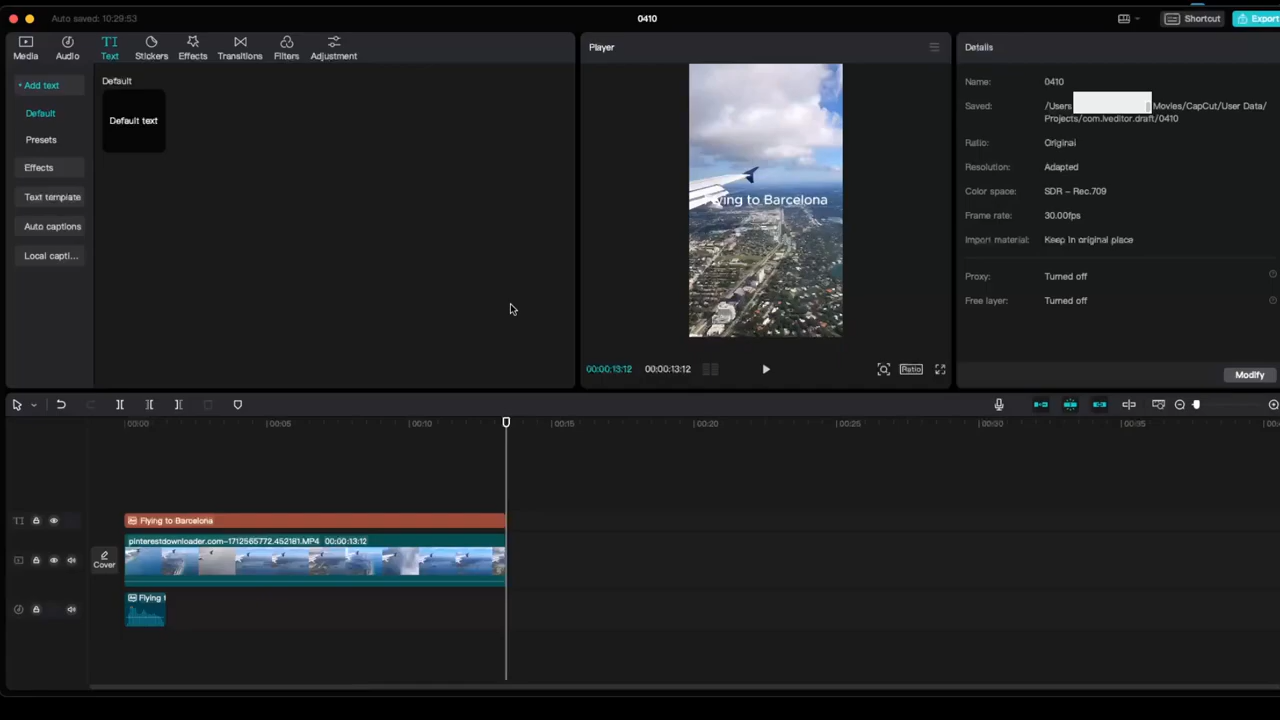 Auto saved: 10:29:53
0410
Shortcut
Export
Media
Audio
TI
Text
Stickers
Effects
Transitions
Filters
Adjustment
+ Add text
Default
Presets
Effects
Text template
Auto captions
Local capti...
Default
Default text
Player
Flying to Barcelona
00:00:13:12
00:00:13:12
Ratio
Details
Name:
0410
Saved:
/Users
Movies/CapCut/User Data/
Projects/com.lveditor.draft/0410
Ratio:
Original
Resolution:
Adapted
Color space:
SDR - Rec.709
Frame rate:
30.00fps
Import material:
Keep in original place
Proxy:
Turned off
Free layer:
Turned off
Modify
00:00
00:05
00:10
00:15
00:20
00:25
00:30
00:35
TI
Flying to Barcelona
Cover
pinterestdownloader.com-1712565772.452181.MP4 00:00:13:12
Flying t